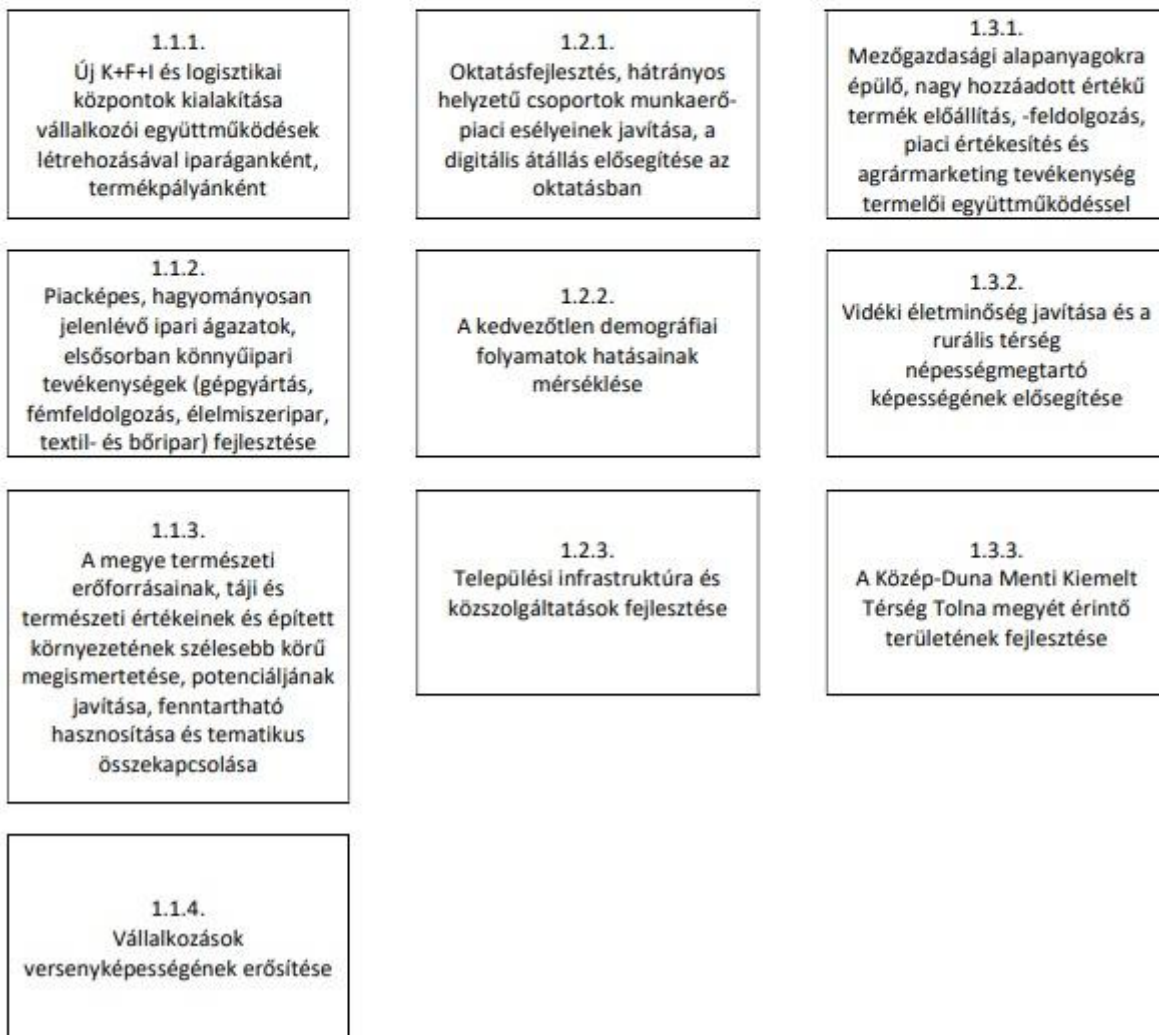 1.1.1.
Új K+F+I és logisztikai
központok kialakítása
vállalkozói együttműködések
létrehozásával iparáganként,
termékpályánként
1.2.1.
Oktatásfejlesztés, hátrányos
helyzetű csoportok munkaerő-
piaci esélyeinek javítása, a
digitális átállás elősegítése az
oktatásban
1.3.1.
Mezőgazdasági alapanyagokra
épülő, nagy hozzáadott értékű
termék előállítás, -feldolgozás,
piaci értékesítés és
agrármarketing tevékenység
termelői együttműködéssel
1.1.2.
Piacképes, hagyományosan
jelenlévő ipari ágazatok,
elsősorban könnyűipari
tevékenységek (gépgyártás,
fémfeldolgozás, élelmiszeripar,
textil- és bőripar) fejlesztése
1.2.2.
A kedvezőtlen demográfiai
folyamatok hatásainak
mérséklése
1.3.2.
Vidéki életminőség javítása és a
rurális térség
népességmegtartó
képességének elősegítése
1.1.3.
A megye természeti
erőforrásainak, táji és
természeti értékeinek és épített
környezetének szélesebb körű
megismertetése, potenciáljának
javítása, fenntartható
hasznosítása és tematikus
összekapcsolása
1.2.3.
Települési infrastruktúra és
közszolgáltatások fejlesztése
1.3.3.
A Közép-Duna Menti Kiemelt
Térség Tolna megyét érintő
területének fejlesztése
1.1.4.
Vállalkozások
versenyképességének erősítése